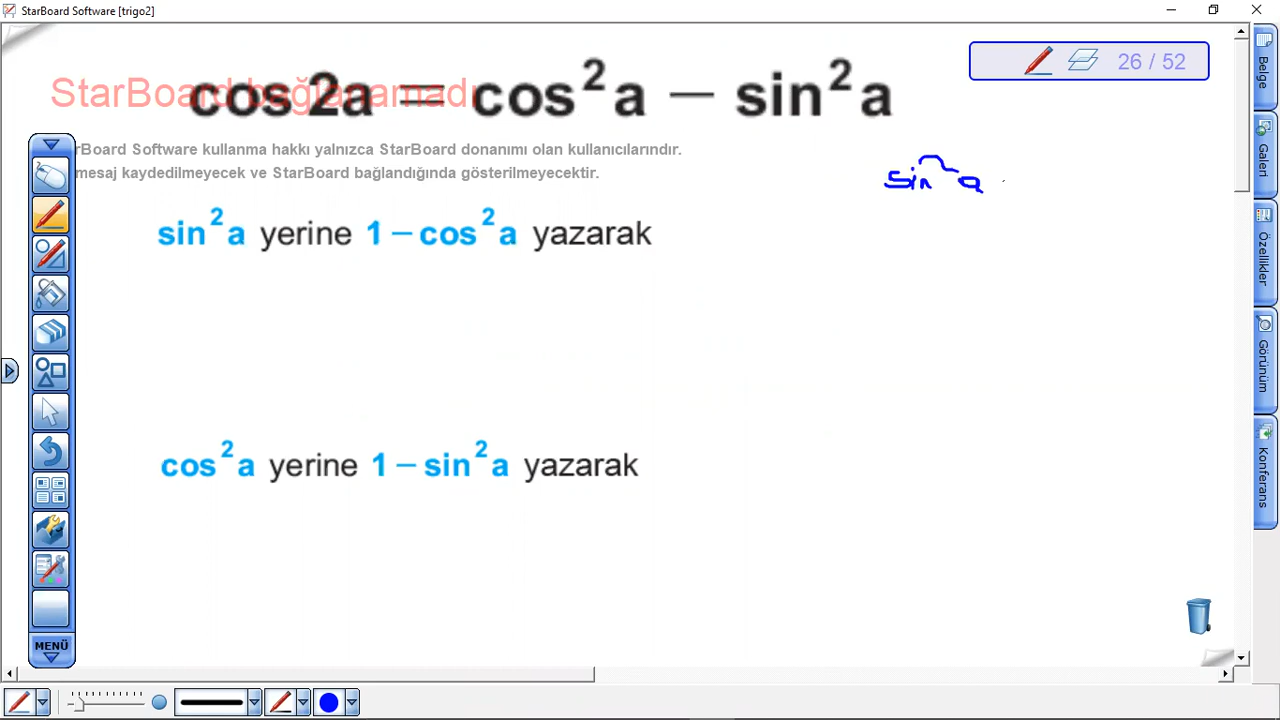 StarBoard Software [trigo2]
cos2a = cos²a − sin²a
StarBoard bağlanamadı
26 / 52
rBoard Software kullanma hakkı yalnızca StarBoard donanımı olan kullanıcılarındır.
mesaj kaydedilmeyecek ve StarBoard bağlandığında gösterilmeyecektir.
sin²a
sin²a yerine 1 − cos²a yazarak
cos²a yerine 1 − sin²a yazarak
MENÜ
Belge
Galeri
Özellikler
Görünüm
Konferans